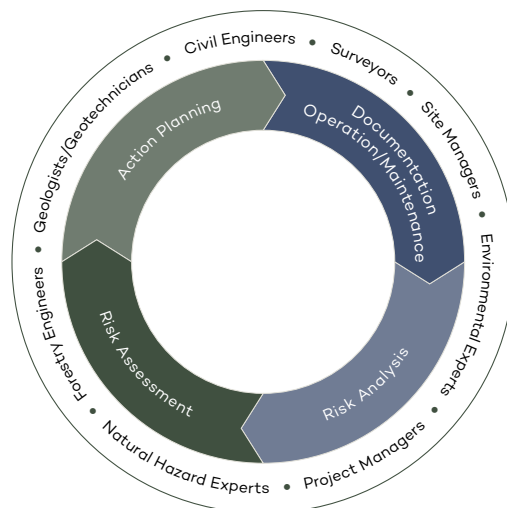 Civil Engineers
Surveyors
Site Managers
Environmental Experts
Project Managers
Natural Hazard Experts
Forestry Engineers
Geologists/Geotechnicians
Documentation
Operation/Maintenance
Risk Analysis
Risk Assessment
Action Planning